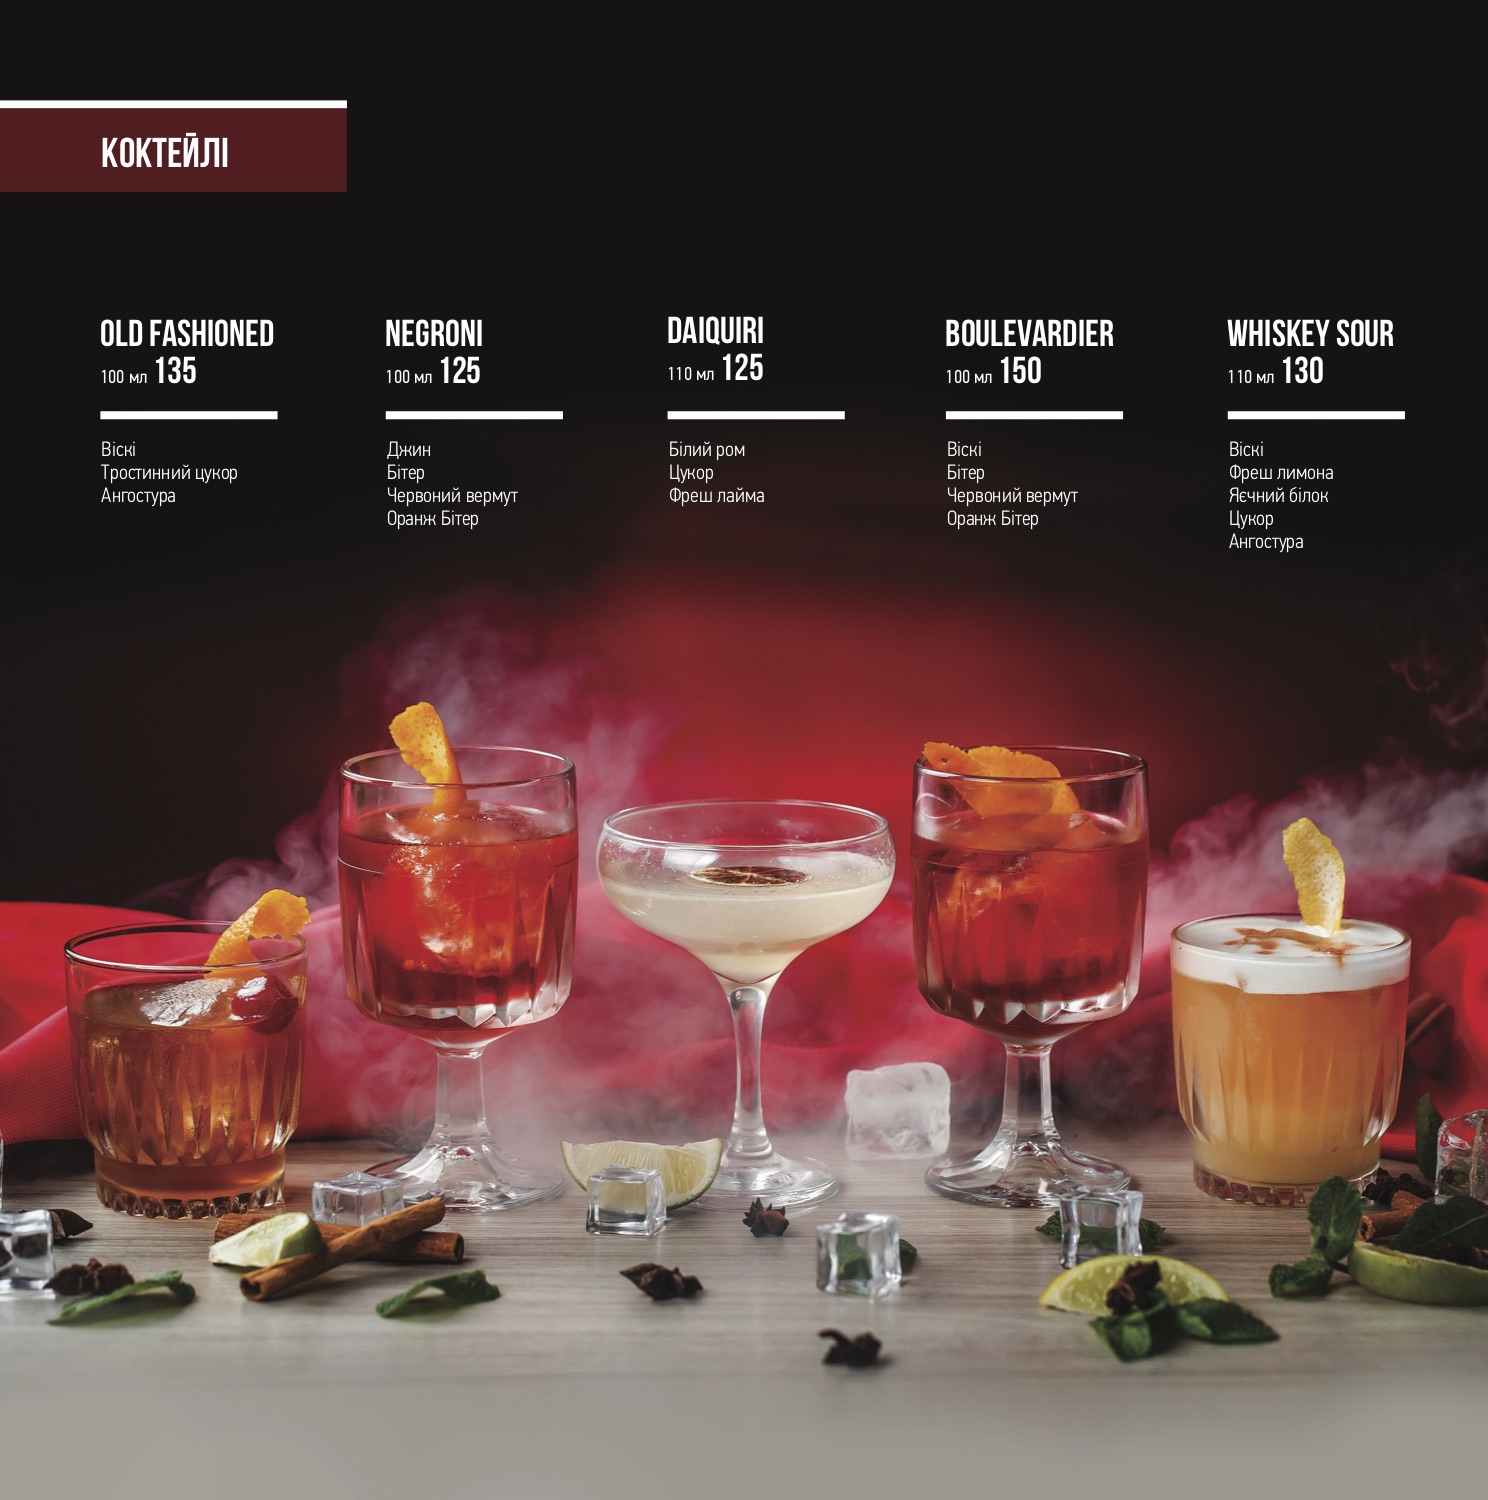 КОКТЕЙЛІ
OLD FASHIONED
100 мл 135
Віскі
Тростинний цукор
Ангостура
NEGRONI
100 мл 125
Джин
Бітер
Червоний вермут
Оранж Бітер
DAIQUIRI
110 мл 125
Білий ром
Цукор
Фреш лайма
BOULEVARDIER
100 мл 150
Віскі
Бітер
Червоний вермут
Оранж Бітер
WHISKEY SOUR
110 мл 130
Віскі
Фреш лимона
Яєчний білок
Цукор
Ангостура